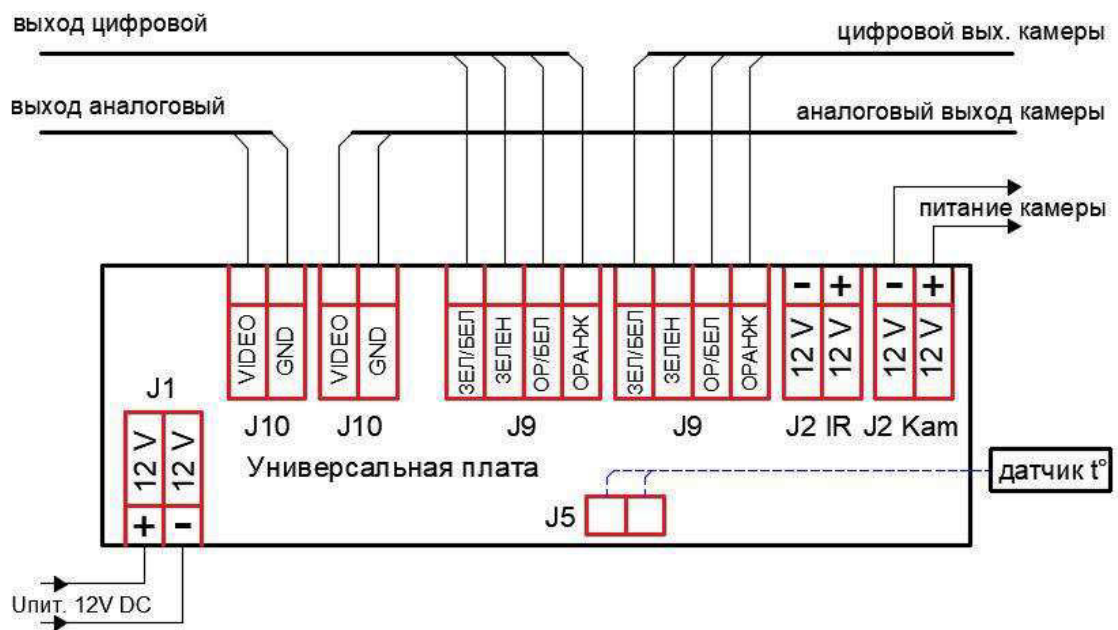 выход цифровой
цифровой вых. камеры
выход аналоговый
аналоговый выход камеры
питание камеры
VIDEO
GND
VIDEO
GND
ЗЕЛ/БЕЛ
ЗЕЛЕН
ОР/БЕЛ
ОРАНЖ
ЗЕЛ/БЕЛ
ЗЕЛЕН
ОР/БЕЛ
ОРАНЖ
- +
12 V 12 V
- +
12 V 12 V
J10
J10
J9
J9
J2 IR
J2 Kam
J1
12 V 12 V
+ -
Универсальная плата
J5
датчик t°
Uпит. 12V DC